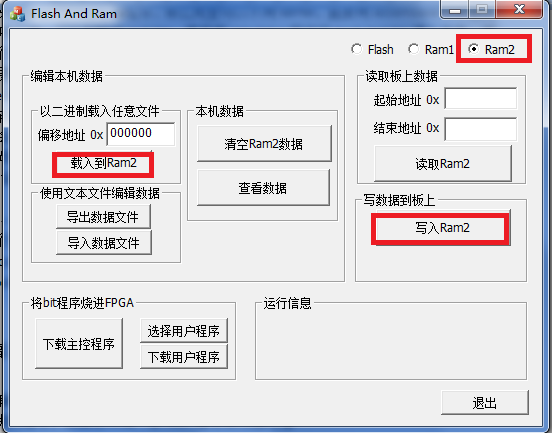 Flash And Ram
Flash Ram1 Ram2
编辑本机数据
以二进制载入任意文件
偏移地址 0x 000000
载入到Ram2
使用文本文件编辑数据
导出数据文件
导入数据文件
本机数据
清空Ram2数据
查看数据
读取板上数据
起始地址 0x
结束地址 0x
读取Ram2
写数据到板上
写入Ram2
将bit程序烧进FPGA
下载主控程序
选择用户程序
下载用户程序
运行信息
退出